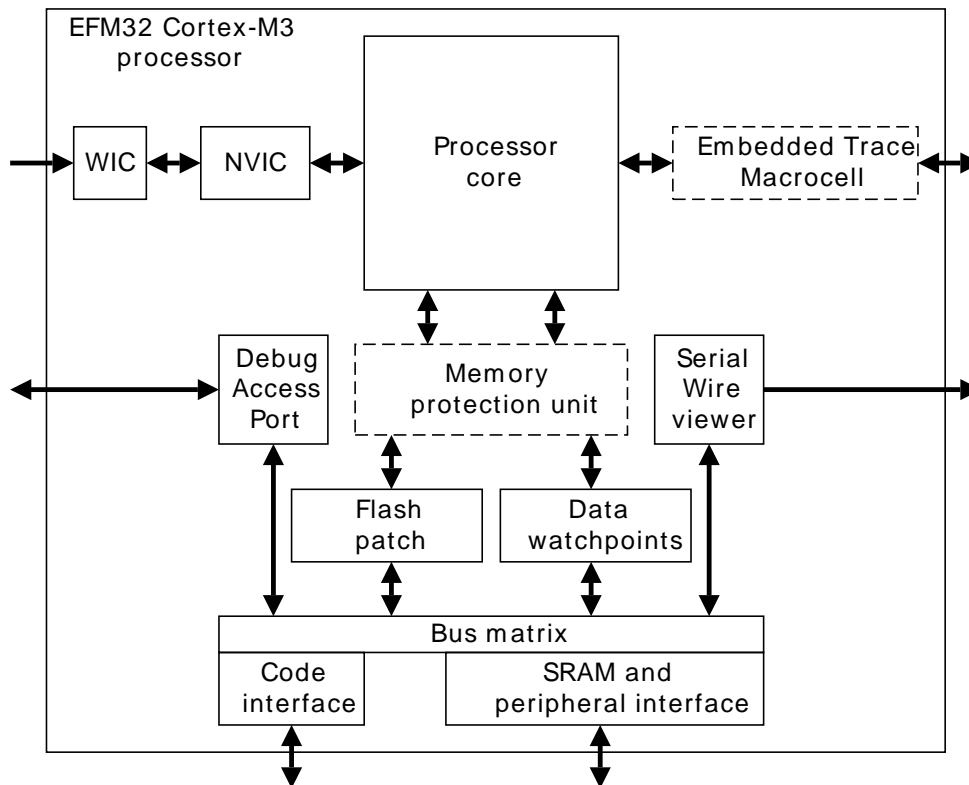 EFM32 Cortex-M3
processor
WIC
NVIC
Processor
core
Embedded Trace
Macrocell
Debug
Access
Port
Memory
protection unit
Serial
Wire
viewer
Flash
patch
Data
watchpoints
Bus matrix
Code
interface
SRAM and
peripheral interface